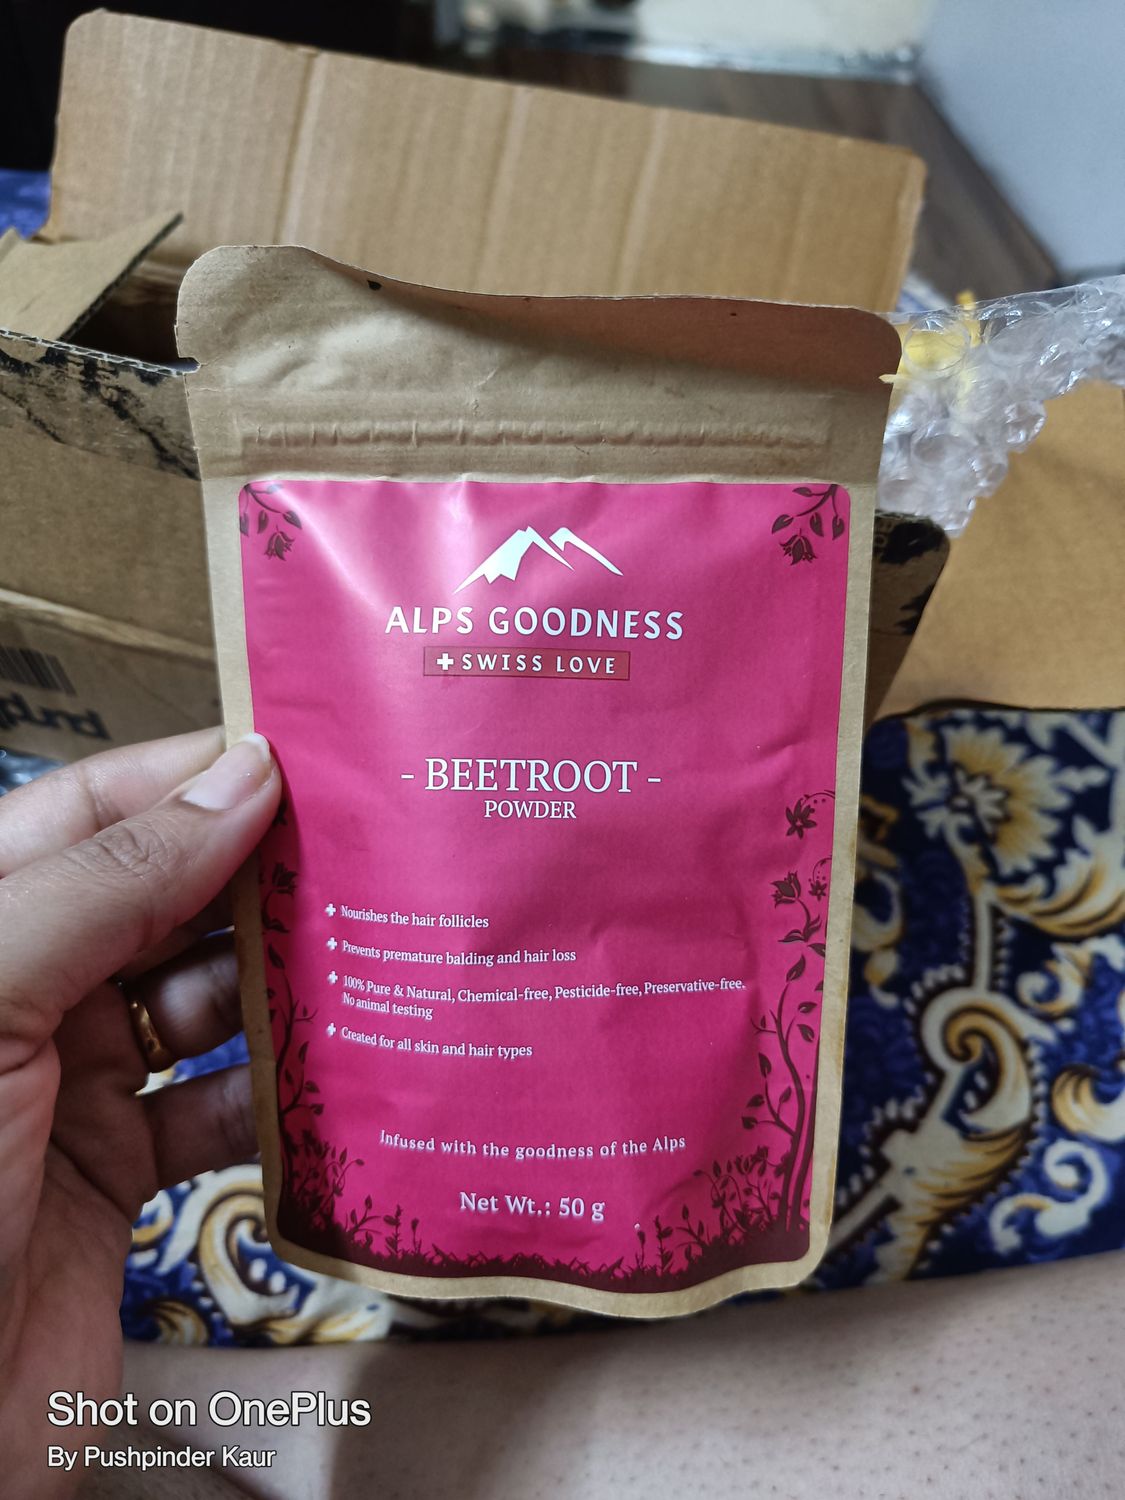 ALPS GOODNESS
SWISS LOVE
- BEETROOT -
POWDER
Nourishes the hair follicles
Prevents premature balding and hair loss
100% Pure & Natural, Chemical-free, Pesticide-free, Preservative-free.
No animal testing
Created for all skin and hair types
Infused with the goodness of the Alps
Net Wt.: 50 g
Shot on OnePlus
By Pushpinder Kaur